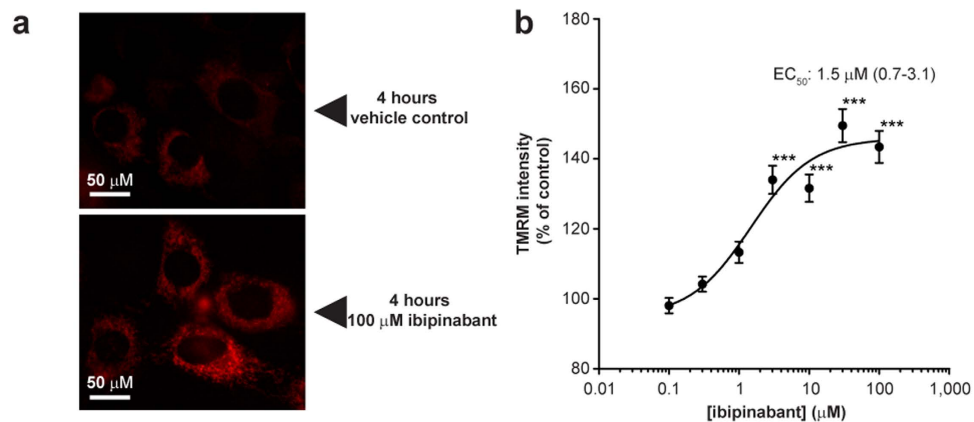 a
4 hours
vehicle control
50 μM
4 hours
100 μM ibipinabant
50 μM
b
180
160
140
120
100
80
TMRM intensity
(% of control)
EC50: 1.5 μM (0.7-3.1)
***
***
***
***
0.01
0.1
1
10
100
1,000
[ibipinabant] (μM)